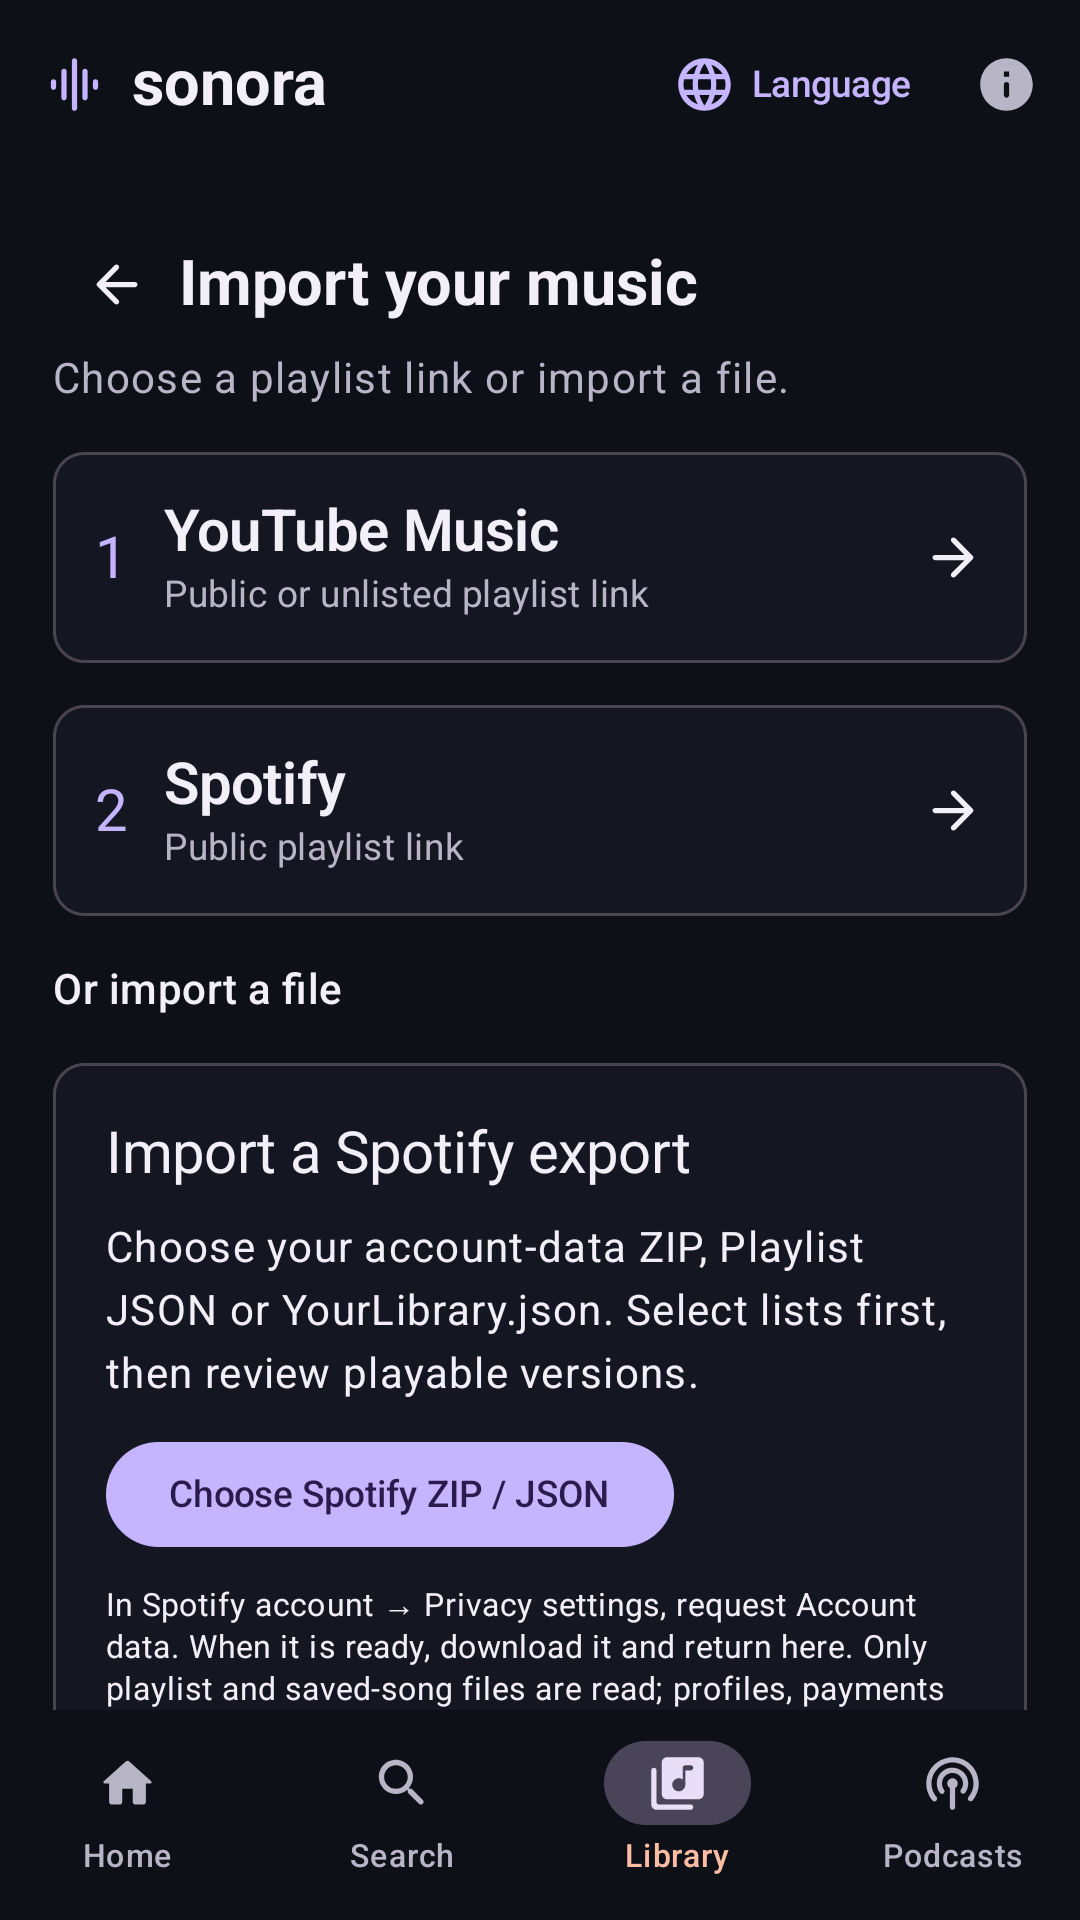 sonora
Language
Import your music
Choose a playlist link or import a file.
1
YouTube Music
Public or unlisted playlist link
2
Spotify
Public playlist link
Or import a file
Import a Spotify export
Choose your account-data ZIP, Playlist
JSON or YourLibrary.json. Select lists first,
then review playable versions.
Choose Spotify ZIP / JSON
In Spotify account → Privacy settings, request Account
data. When it is ready, download it and return here. Only
playlist and saved-song files are read; profiles, payments
Home
Search
Library
Podcasts